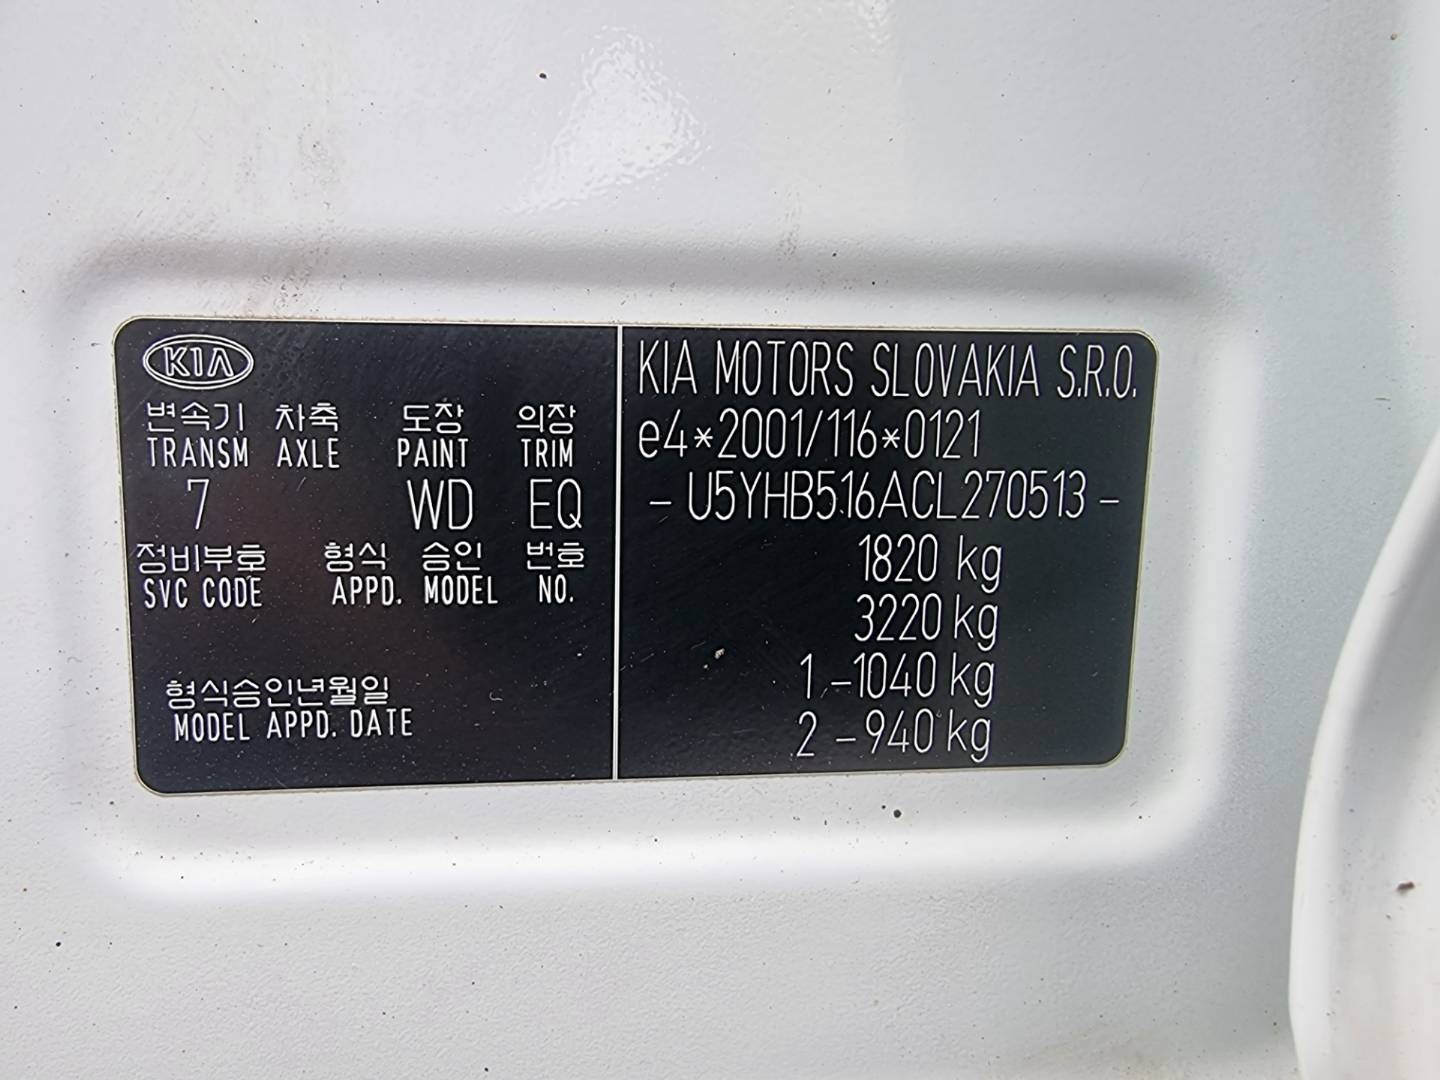 KIA
변속기 차축 도장 의장
TRANSM AXLE PAINT TRIM
7 WD EQ
정비부호 형식 승인 번호
SVC CODE APPD. MODEL NO.
형식승인년월일
MODEL APPD. DATE
KIA MOTORS SLOVAKIA S.R.O.
e4*2001/116*0121
- U5YHB516ACL270513 -
1820 kg
3220 kg
1 -1040 kg
2 -940 kg